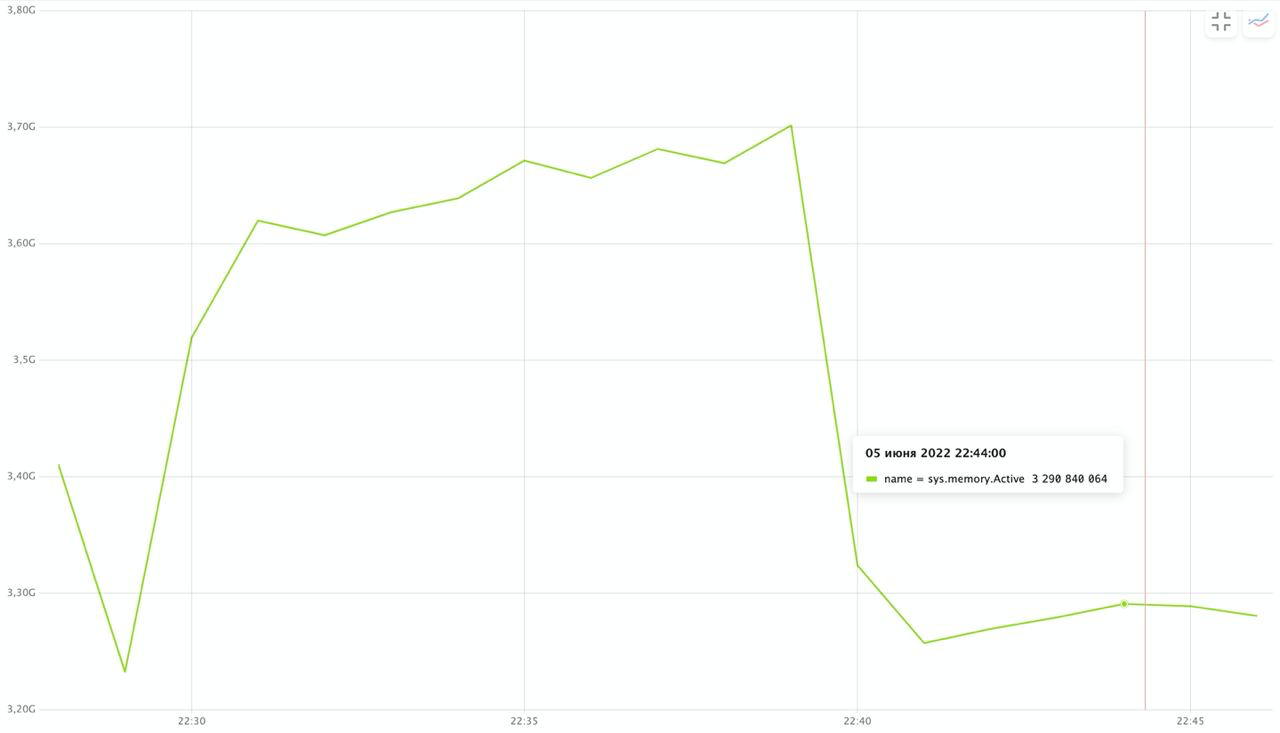 3,80G
3,70G
3,60G
3,5G
3,40G
3,30G
3,20G
05 июня 2022 22:44:00
name = sys.memory.Active 3 290 840 064
22:30 22:35 22:40 22:45